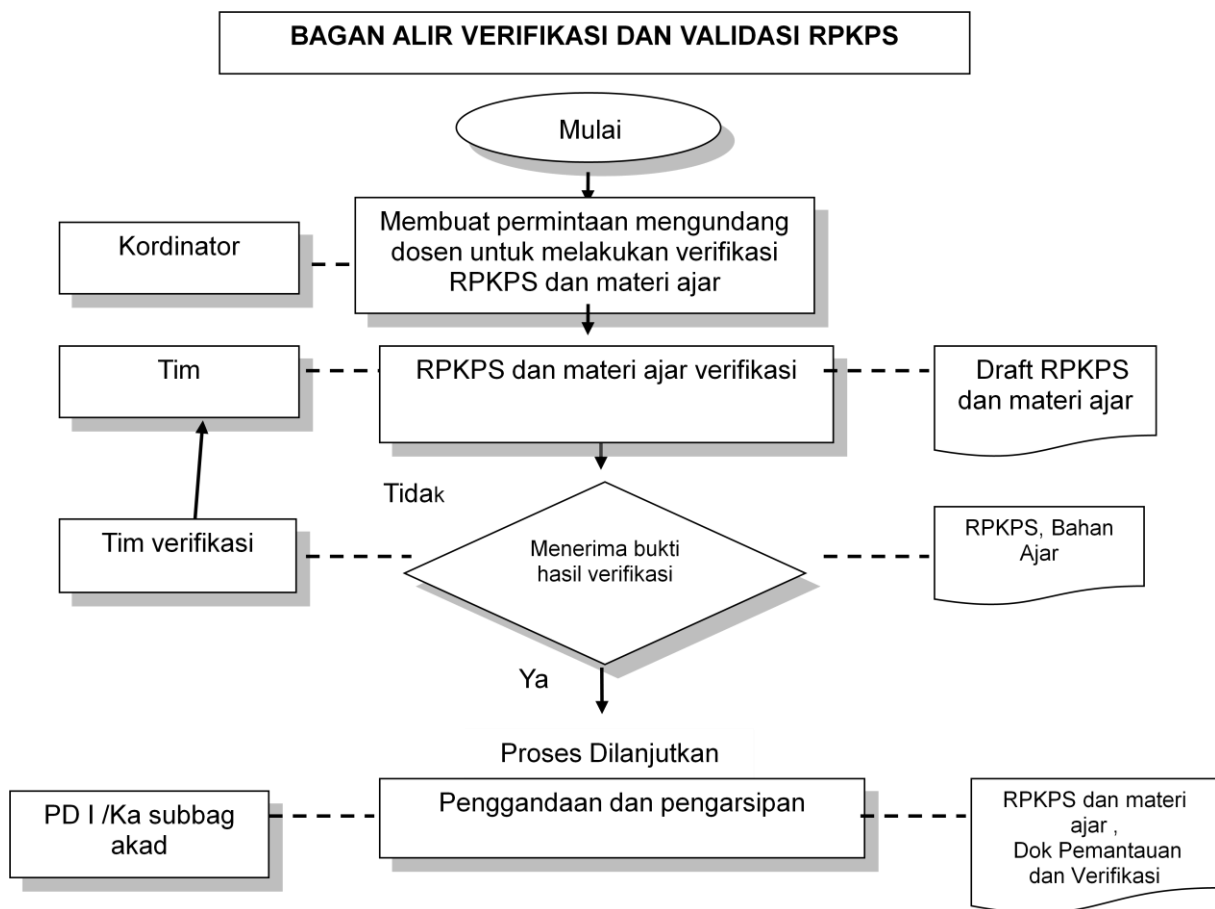 BAGAN ALIR VERIFIKASI DAN VALIDASI RPKPS
Mulai
Kordinator
Membuat permintaan mengundang
dosen untuk melakukan verifikasi
RPKPS dan materi ajar
Tim
RPKPS dan materi ajar verifikasi
Draft RPKPS
dan materi ajar
Tidak
Tim verifikasi
Menerima bukti
hasil verifikasi
RPKPS, Bahan
Ajar
Ya
Proses Dilanjutkan
PD I /Ka subbag
akad
Penggandaan dan pengarsipan
RPKPS dan materi
ajar ,
Dok Pemantauan
dan Verifikasi